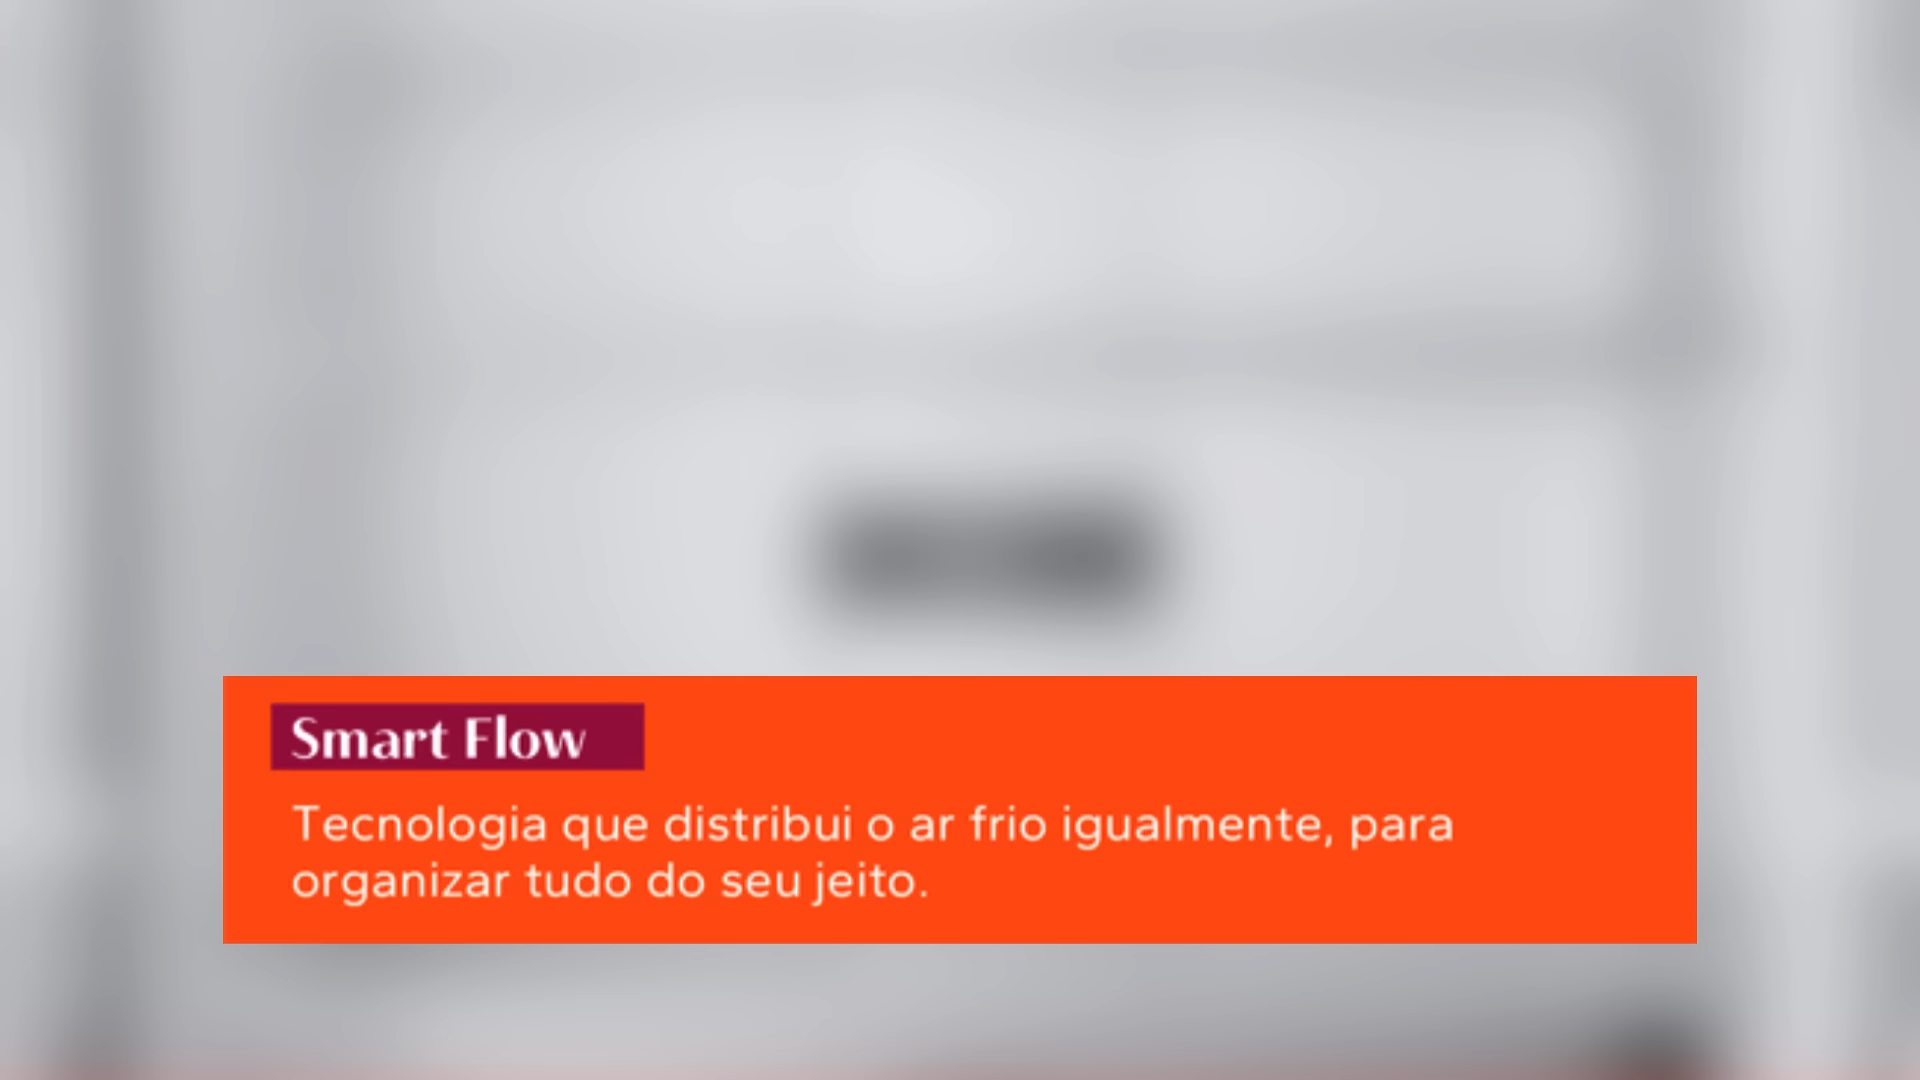 Smart Flow
Tecnologia que distribui o ar frio igualmente, para
organizar tudo do seu jeito.